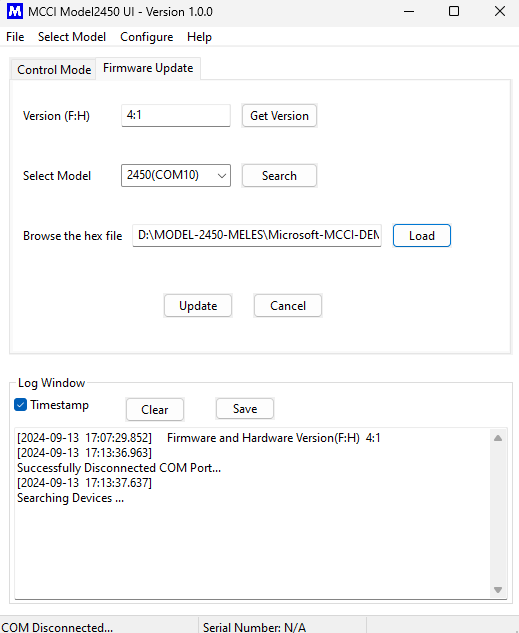 M MCCI Model2450 UI - Version 1.0.0
File Select Model Configure Help
Control Mode Firmware Update
Version (F:H) 4:1 Get Version
Select Model 2450(COM10) Search
Browse the hex file D:\MODEL-2450-MELES\Microsoft-MCCI-DEM Load
Update Cancel
Log Window
Timestamp Clear Save
[2024-09-13 17:07:29.852] Firmware and Hardware Version(F:H) 4:1
[2024-09-13 17:13:36.963]
Successfully Disconnected COM Port...
[2024-09-13 17:13:37.637]
Searching Devices ...
COM Disconnected... Serial Number: N/A